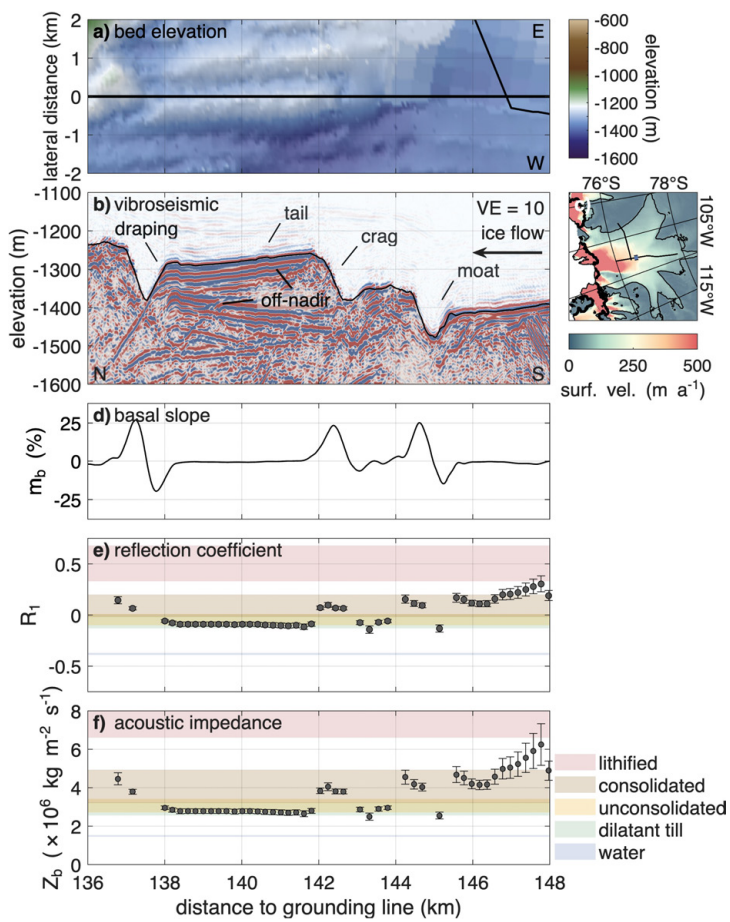 a) bed elevation
E
W
lateral distance (km)
2
1
0
-1
-2
-600
-800
-1000
-1200
-1400
-1600
elevation (m)
b) vibroseismic
draping
tail
crag
moat
off-nadir
VE = 10
ice flow
N
S
elevation (m)
-1100
-1200
-1300
-1400
-1500
-1600
76°S
78°S
105°W
115°W
0
500
surf. vel. (m a⁻¹)
d) basal slope
m_b (%)
25
0
-25
e) reflection coefficient
R₁
0.5
0
-0.5
f) acoustic impedance
Z_b (× 10⁶ kg m⁻² s⁻¹)
8
6
4
2
0
136
138
140
142
144
146
148
distance to grounding line (km)
lithified
consolidated
unconsolidated
dilatant till
water